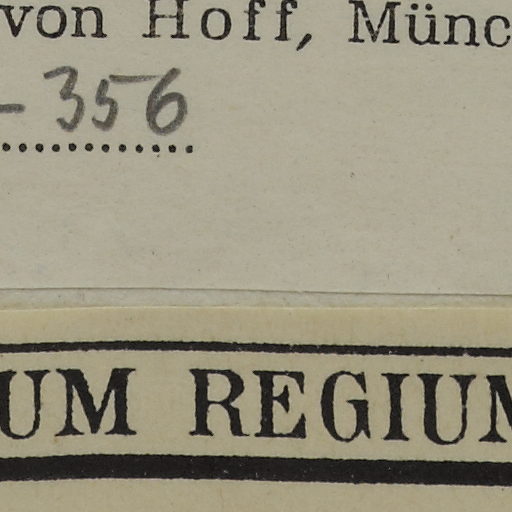 von Hoff, Münc
- 356
UM REGIUM